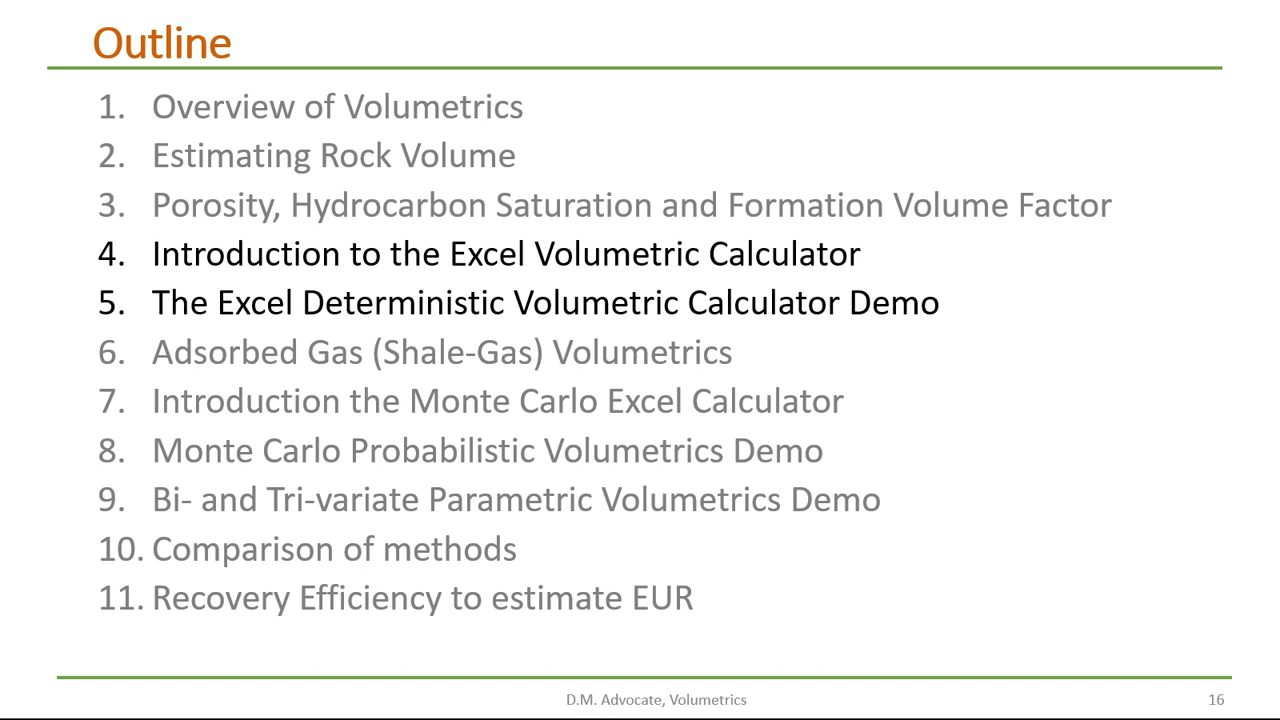 Outline
1. Overview of Volumetrics
2. Estimating Rock Volume
3. Porosity, Hydrocarbon Saturation and Formation Volume Factor
4. Introduction to the Excel Volumetric Calculator
5. The Excel Deterministic Volumetric Calculator Demo
6. Adsorbed Gas (Shale-Gas) Volumetrics
7. Introduction the Monte Carlo Excel Calculator
8. Monte Carlo Probabilistic Volumetrics Demo
9. Bi- and Tri-variate Parametric Volumetrics Demo
10. Comparison of methods
11. Recovery Efficiency to estimate EUR
D.M. Advocate, Volumetrics
16